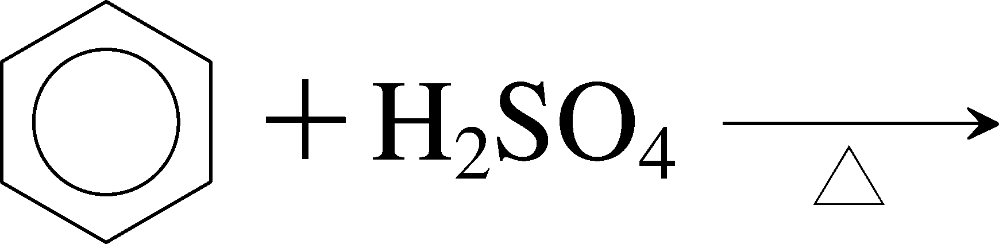 + H₂SO₄ △